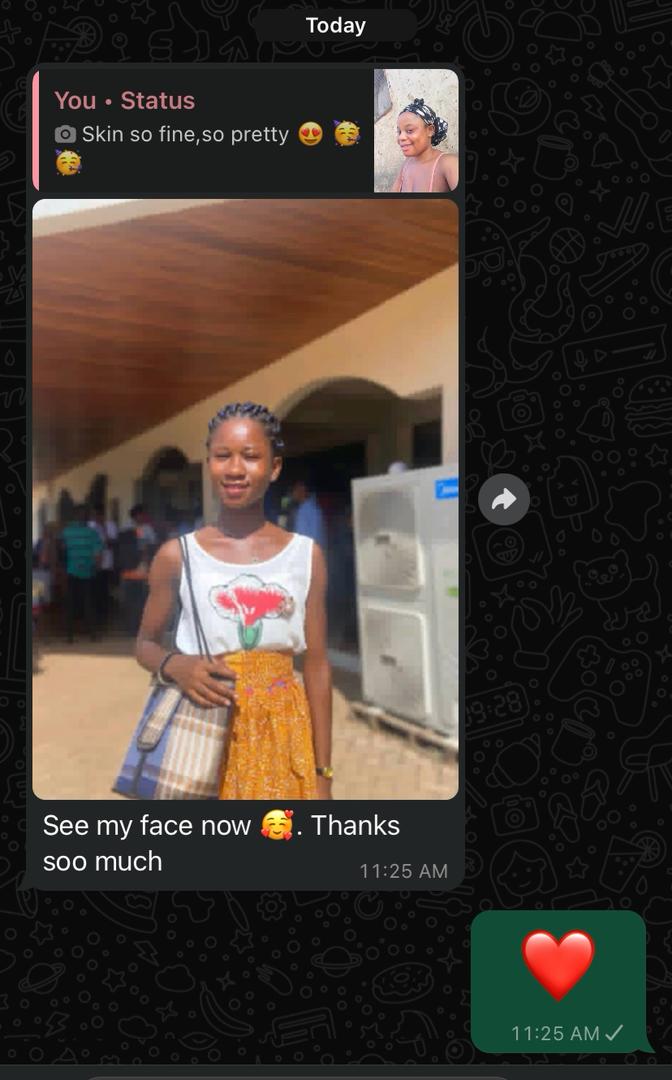 Today
You • Status
Skin so fine,so pretty 😍 🥳
🥳
See my face now 🥰. Thanks
soo much
11:25 AM
❤️
11:25 AM